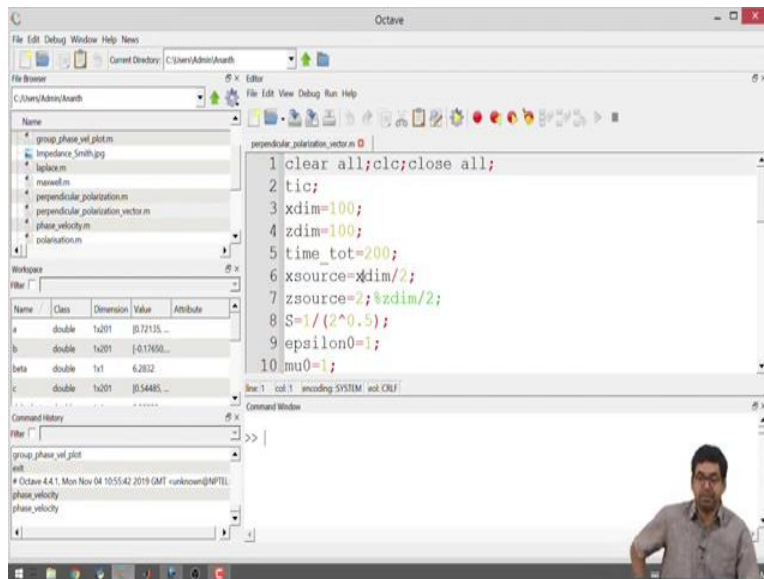 Octave
File Edit Debug Window Help News
Current Directory: C:\Users\Admin\Ananth
File Browser
C:/Users/Admin/Ananth
Name
group_phase_vel_plot.m
Impedance_Smith.jpg
laplace.m
maxwell.m
perpendicular_polarization.m
perpendicular_polarization_vector.m
phase_velocity.m
polarisation.m
Workspace
Filter
Name Class Dimension Value Attribute
a double 1x201 [0.72135, ...
b double 1x201 [-0.17650,...
beta double 1x1 6.2832
c double 1x201 [0.54485, ...
Command History
Filter
group_phase_vel_plot
exit
# Octave 4.4.1, Mon Nov 04 10:55:42 2019 GMT <unknown@NPTEL
phase_velocity
phase_velocity
Editor
File Edit View Debug Run Help
perpendicular_polarization_vector.m
1 clear all;clc;close all;
2 tic;
3 xdim=100;
4 zdim=100;
5 time_tot=200;
6 xsource=xdim/2;
7 zsource=2;%zdim/2;
8 S=1/(2^0.5);
9 epsilon0=1;
10 mu0=1;
line: 1 col: 1 encoding: SYSTEM eol: CRLF
Command Window
>>